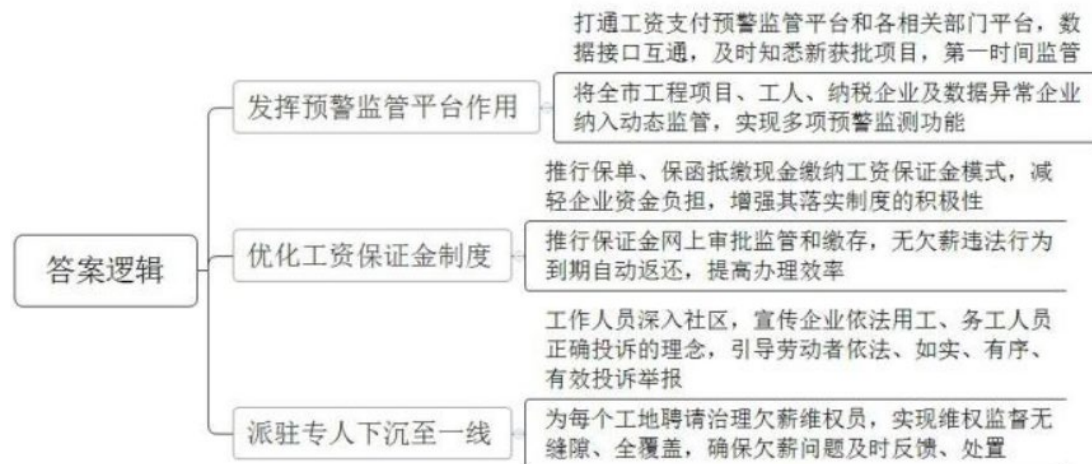 答案逻辑
发挥预警监管平台作用
打通工资支付预警监管平台和各相关部门平台，数
据接口互通，及时知悉新获批项目，第一时间监管
将全市工程项目、工人、纳税企业及数据异常企业
纳入动态监管，实现多项预警监测功能
优化工资保证金制度
推行保单、保函抵缴现金缴纳工资保证金模式，减
轻企业资金负担，增强其落实制度的积极性
推行保证金网上审批监管和缴存，无欠薪违法行为
到期自动返还，提高办理效率
派驻专人下沉至一线
工作人员深入社区，宣传企业依法用工、务工人员
正确投诉的理念，引导劳动者依法、如实、有序、
有效投诉举报
为每个工地聘请治理欠薪维权员，实现维权监督无
缝隙、全覆盖，确保欠薪问题及时反馈、处置